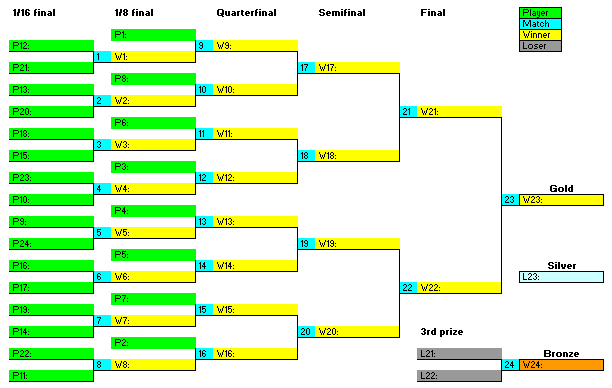 1/16 final 1/8 final Quarterfinal Semifinal Final Player
Match
Winner
Loser
P1:
P12: 9 W9:
1 W1:
P21: 17 W17:
P8:
P13: 10 W10:
2 W2:
P20: 21 W21:
P6:
P18: 11 W11:
3 W3:
P15: 18 W18:
P3:
P23: 12 W12:
4 W4: Gold
P10: 23 W23:
P4:
P9: 13 W13:
5 W5:
P24: 19 W19:
P5:
P16: 14 W14: Silver
6 W6: L23:
P17: 22 W22:
P7:
P19: 15 W15:
7 W7:
P14: 20 W20: 3rd prize
P2:
P22: 16 W16: L21: Bronze
8 W8: 24 W24:
P11: L22: